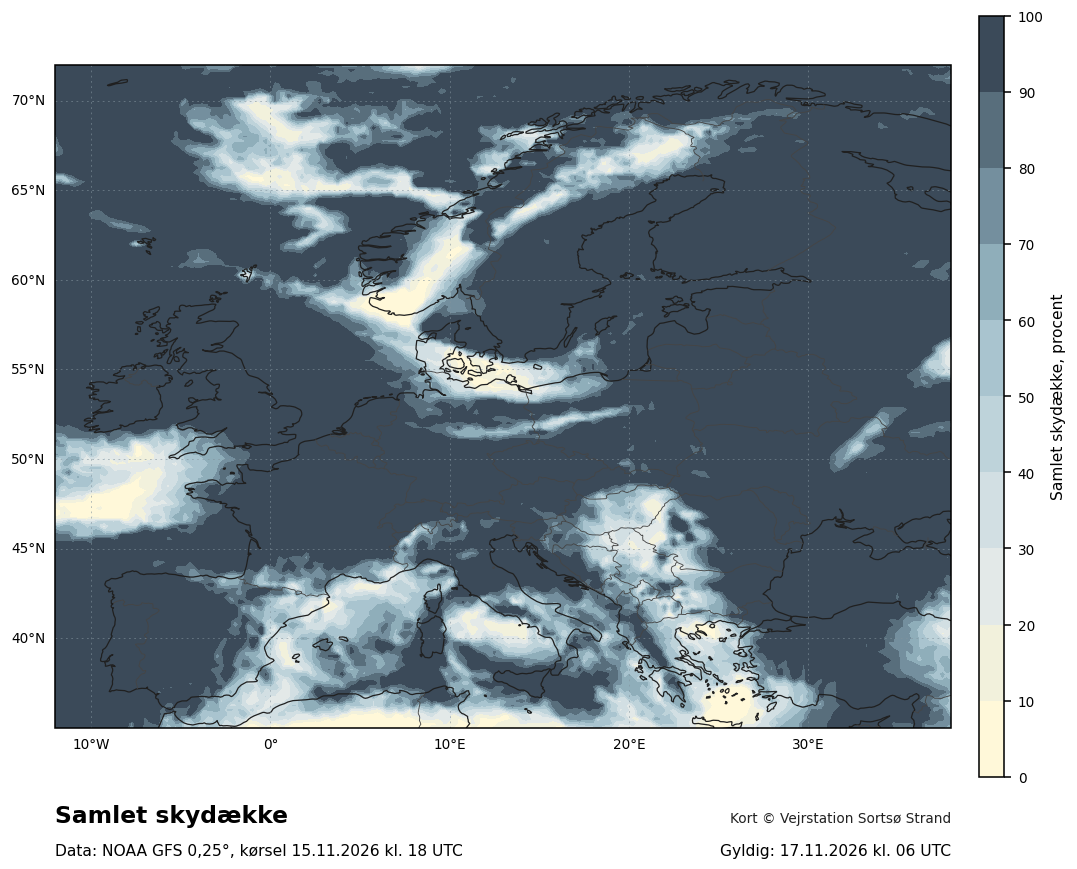 100
90
80
70
60
50
40
30
20
10
0
Samlet skydække, procent
70°N
65°N
60°N
55°N
50°N
45°N
40°N
10°W
0°
10°E
20°E
30°E
Samlet skydække
Kort © Vejrstation Sortsø Strand
Data: NOAA GFS 0,25°, kørsel 15.11.2026 kl. 18 UTC
Gyldig: 17.11.2026 kl. 06 UTC